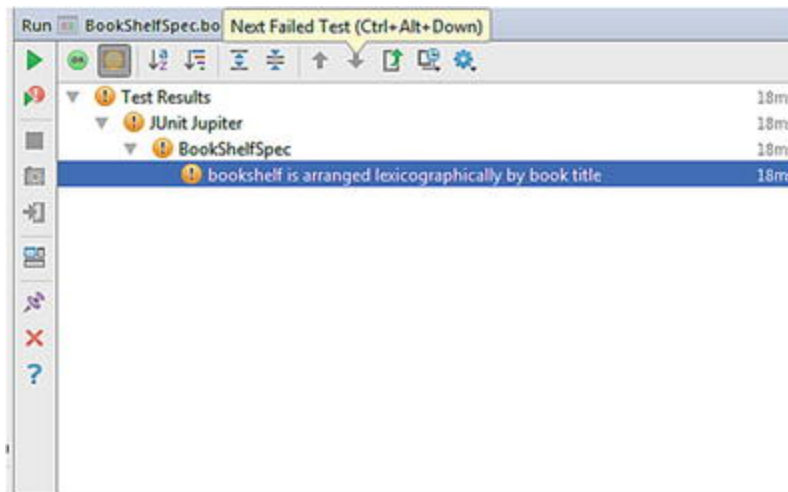 Run BookShelfSpec.bo
Next Failed Test (Ctrl+Alt+Down)
Test Results 18m
JUnit Jupiter 18m
BookShelfSpec 18m
bookshelf is arranged lexicographically by book title 18m